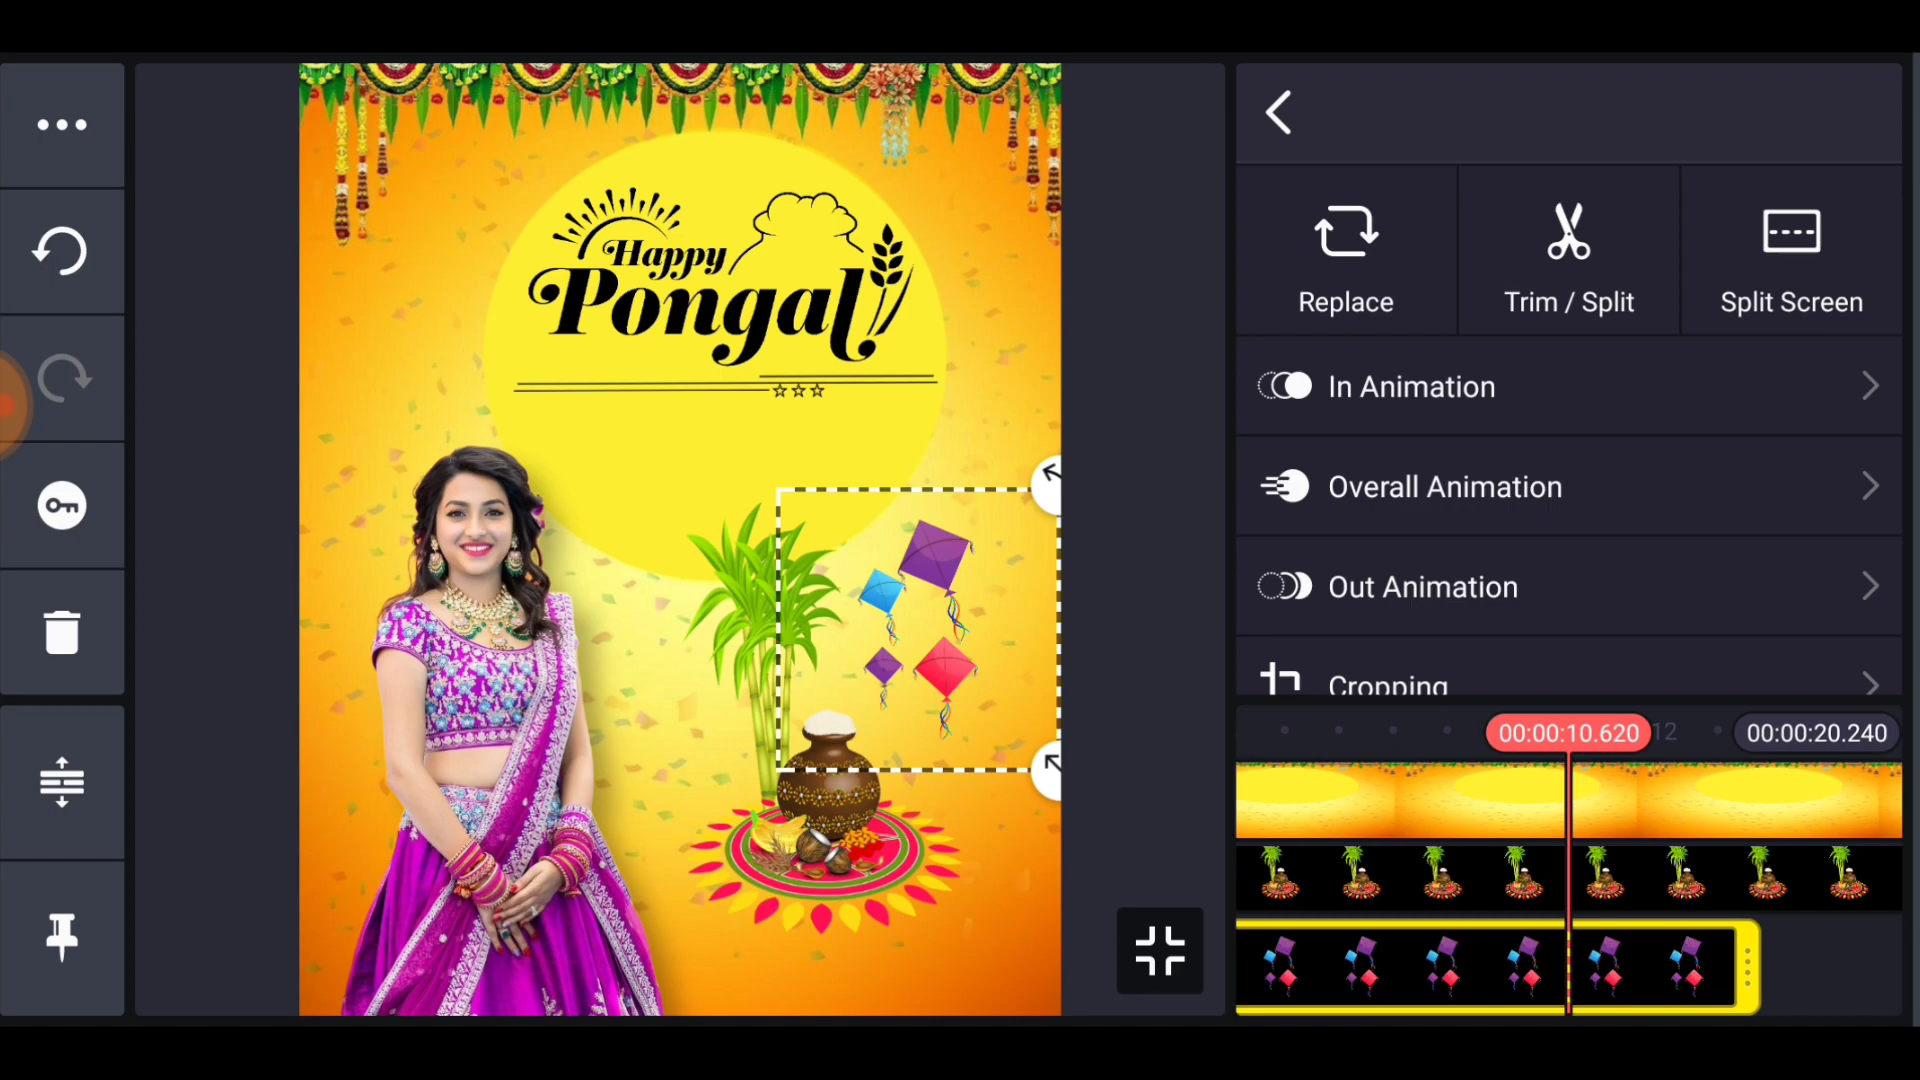 Happy
Pongal
Replace
Trim / Split
Split Screen
In Animation
Overall Animation
Out Animation
Cropping
00:00:10.620
12
00:00:20.240